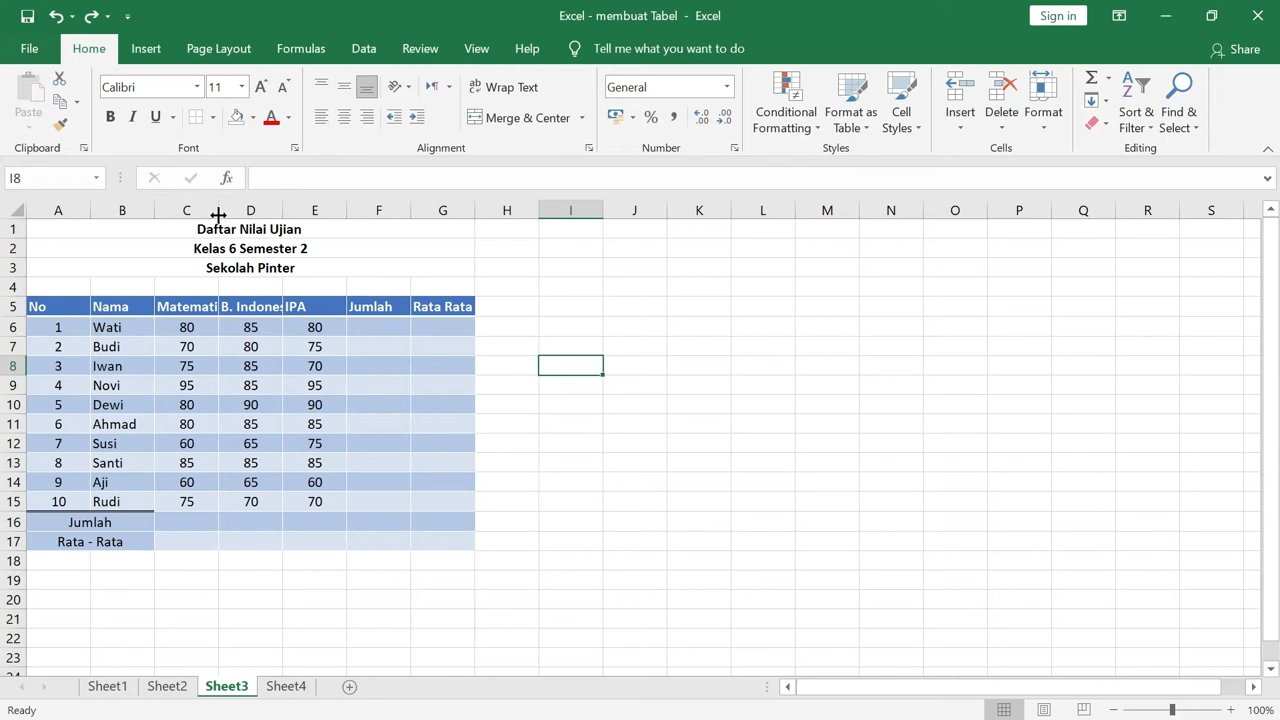 Excel - membuat Tabel - Excel
Sign in
File Home Insert Page Layout Formulas Data Review View Help Tell me what you want to do Share
Calibri 11 Wrap Text General
Paste B I U Merge & Center % , Conditional Formatting Format as Table Cell Styles Insert Delete Format Sort & Filter Find & Select
Clipboard Font Alignment Number Styles Cells Editing
I8 fx
A B C D E F G H I J K L M N O P Q R S
1 Daftar Nilai Ujian
2 Kelas 6 Semester 2
3 Sekolah Pinter
4
5 No Nama Matemati B. Indones IPA Jumlah Rata Rata
6 1 Wati 80 85 80
7 2 Budi 70 80 75
8 3 Iwan 75 85 70
9 4 Novi 95 85 95
10 5 Dewi 80 90 90
11 6 Ahmad 80 85 85
12 7 Susi 60 65 75
13 8 Santi 85 85 85
14 9 Aji 60 65 60
15 10 Rudi 75 70 70
16 Jumlah
17 Rata - Rata
18
19
20
21
22
23
Sheet1 Sheet2 Sheet3 Sheet4
Ready 100%